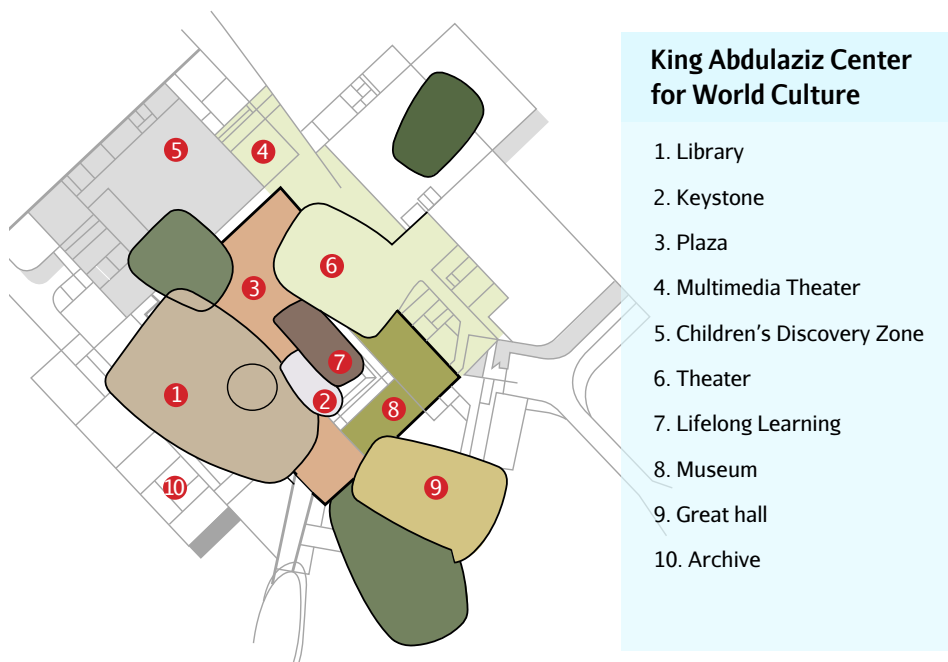 King Abdulaziz Center
for World Culture
1. Library
2. Keystone
3. Plaza
4. Multimedia Theater
5. Children’s Discovery Zone
6. Theater
7. Lifelong Learning
8. Museum
9. Great hall
10. Archive
4
5
6
3
7
1
2
8
10
9